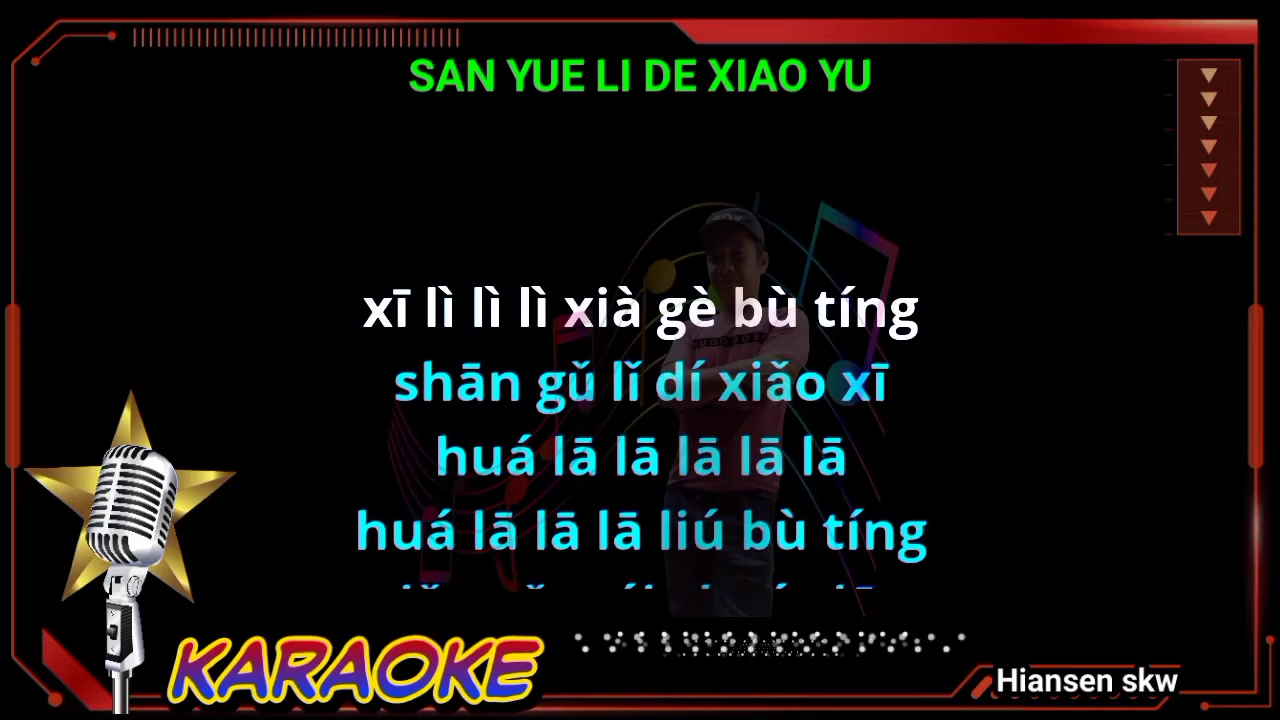 SAN YUE LI DE XIAO YU
xī lì lì lì xià gè bù tíng
shān gǔ lǐ dí xiǎo xī
huá lā lā lā lā lā
huá lā lā lā liú bù tíng
KARAOKE
Hiansen skw